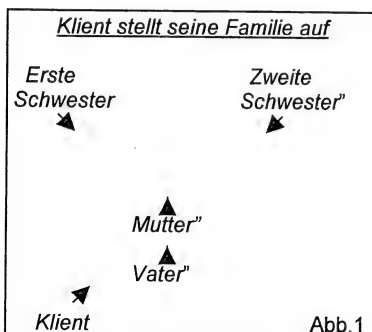 Klient stellt seine Familie auf
Erste
Schwester
Zweite
Schwester”
Mutter”
Vater”
Klient
Abb.1